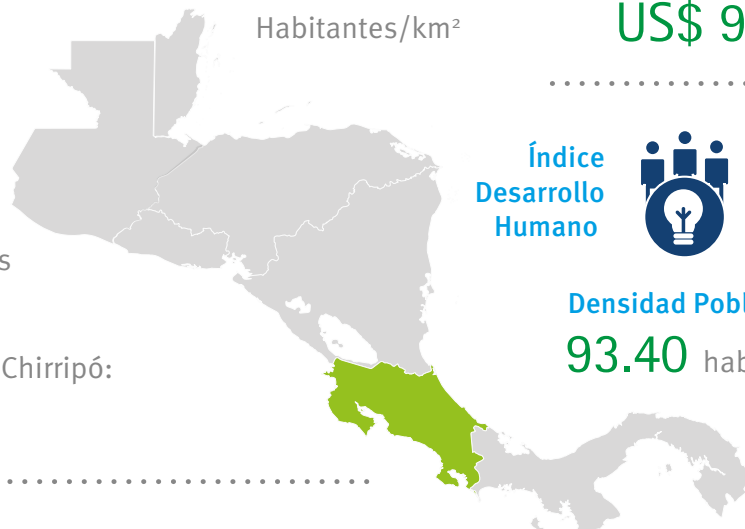 Habitantes/km²
US$ 9
Índice
Desarrollo
Humano
s
Densidad Pobl
93.40 hab
Chirripó: